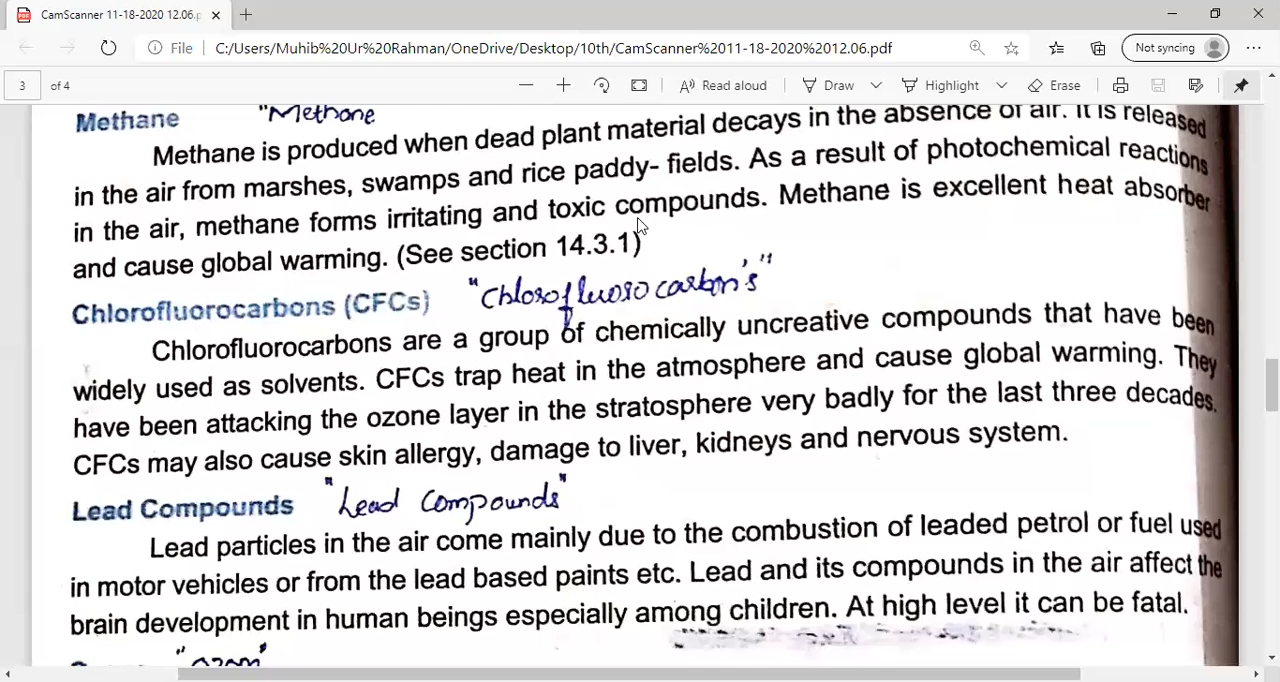 CamScanner 11-18-2020 12.06.p
File C:/Users/Muhib%20Ur%20Rahman/OneDrive/Desktop/10th/CamScanner%2011-18-2020%2012.06.pdf Not syncing
3 of 4 Read aloud Draw Highlight Erase
Methane "Methane
Methane is produced when dead plant material decays in the absence of air. It is released
in the air from marshes, swamps and rice paddy- fields. As a result of photochemical reactions
in the air, methane forms irritating and toxic compounds. Methane is excellent heat absorber
and cause global warming. (See section 14.3.1)
Chlorofluorocarbons (CFCs) "Chlorofluorocarbon's"
Chlorofluorocarbons are a group of chemically uncreative compounds that have been
widely used as solvents. CFCs trap heat in the atmosphere and cause global warming. They
have been attacking the ozone layer in the stratosphere very badly for the last three decades.
CFCs may also cause skin allergy, damage to liver, kidneys and nervous system.
Lead Compounds "Lead Compounds"
Lead particles in the air come mainly due to the combustion of leaded petrol or fuel used
in motor vehicles or from the lead based paints etc. Lead and its compounds in the air affect the
brain development in human beings especially among children. At high level it can be fatal.